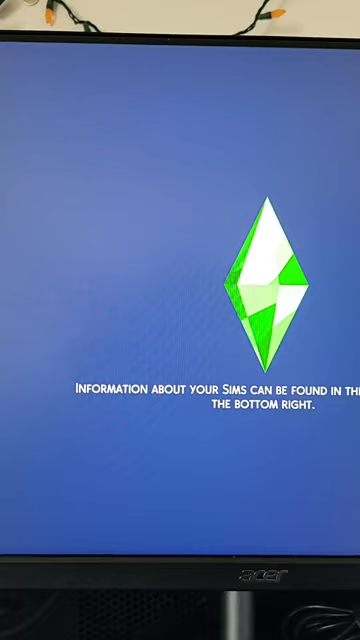 Information about your Sims can be found in the
the bottom right.
acer